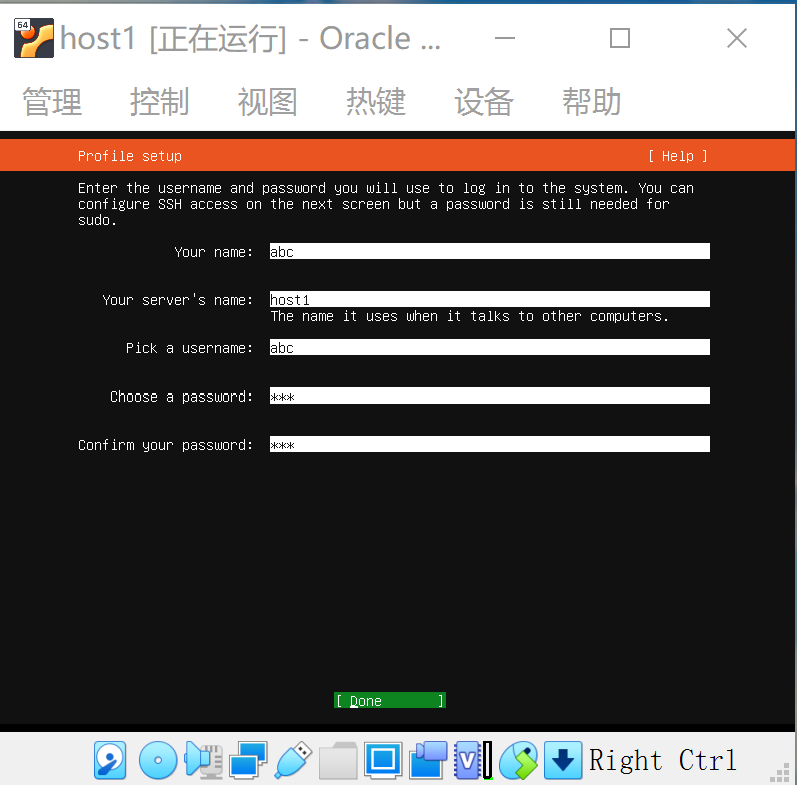 64
host1 [正在运行] - Oracle ...
管理 控制 视图 热键 设备 帮助
Profile setup [ Help ]
Enter the username and password you will use to log in to the system. You can
configure SSH access on the next screen but a password is still needed for
sudo.
Your name: abc
Your server's name: host1
The name it uses when it talks to other computers.
Pick a username: abc
Choose a password: ***
Confirm your password: ***
[ Done ]
V
Right Ctrl